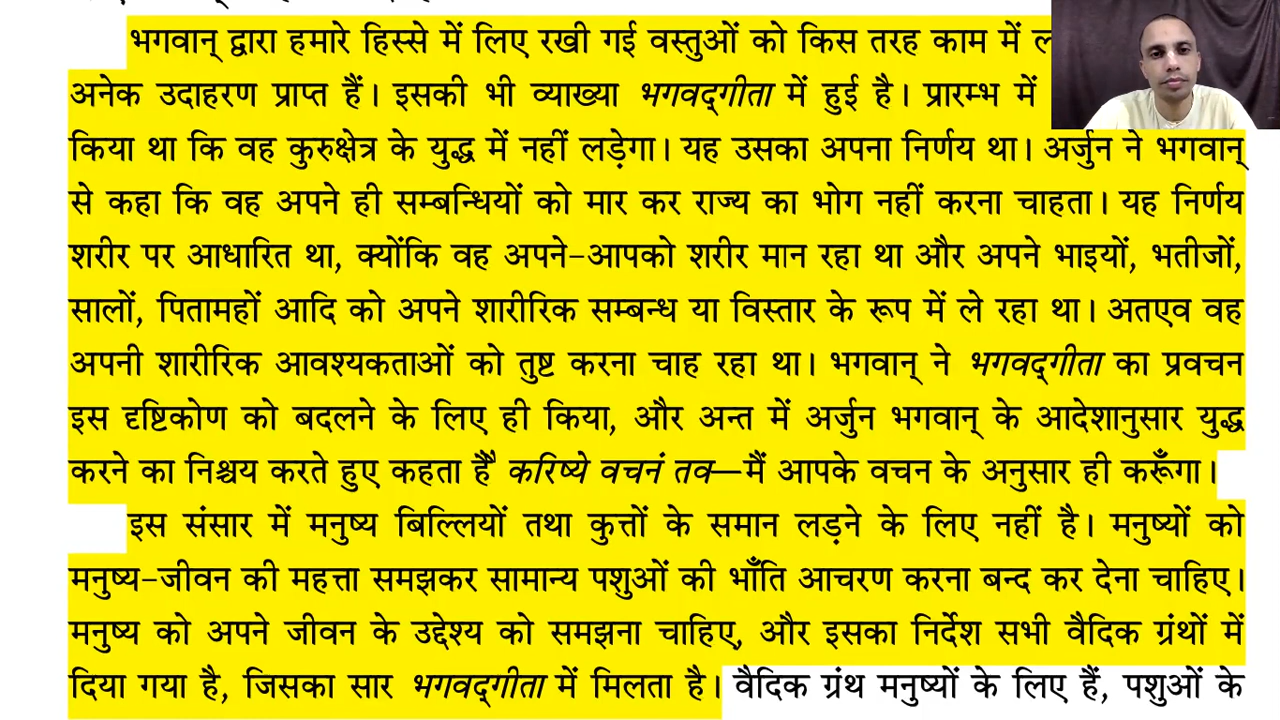 भगवान् द्वारा हमारे हिस्से में लिए रखी गई वस्तुओं को किस तरह काम में
अनेक उदाहरण प्राप्त हैं। इसकी भी व्याख्या भगवद्‌गीता में हुई है। प्रारम्भ में
किया था कि वह कुरुक्षेत्र के युद्ध में नहीं लड़ेगा। यह उसका अपना निर्णय था। अर्जुन ने भगवान्
से कहा कि वह अपने ही सम्बन्धियों को मार कर राज्य का भोग नहीं करना चाहता। यह निर्णय
शरीर पर आधारित था, क्योंकि वह अपने-आपको शरीर मान रहा था और अपने भाइयों, भतीजों,
सालों, पितामहों आदि को अपने शारीरिक सम्बन्ध या विस्तार के रूप में ले रहा था। अतएव वह
अपनी शारीरिक आवश्यकताओं को तुष्ट करना चाह रहा था। भगवान् ने भगवद्‌गीता का प्रवचन
इस दृष्टिकोण को बदलने के लिए ही किया, और अन्त में अर्जुन भगवान् के आदेशानुसार युद्ध
करने का निश्चय करते हुए कहता है करिष्ये वचनं तव—मैं आपके वचन के अनुसार ही करूँगा।
इस संसार में मनुष्य बिल्लियों तथा कुत्तों के समान लड़ने के लिए नहीं है। मनुष्यों को
मनुष्य-जीवन की महत्ता समझकर सामान्य पशुओं की भाँति आचरण करना बन्द कर देना चाहिए।
मनुष्य को अपने जीवन के उद्देश्य को समझना चाहिए, और इसका निर्देश सभी वैदिक ग्रंथों में
दिया गया है, जिसका सार भगवद्‌गीता में मिलता है। वैदिक ग्रंथ मनुष्यों के लिए हैं, पशुओं के